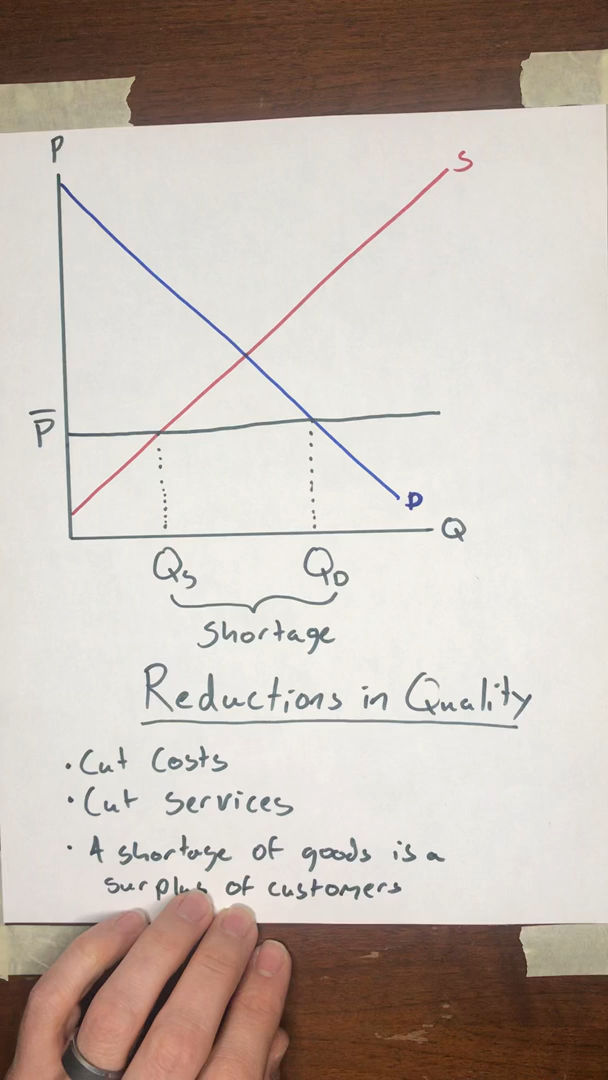 P
S
P̅
D
Q
Qs QD
Shortage
Reductions in Quality
• Cut Costs
• Cut services
• A shortage of goods is a
surplus of customers